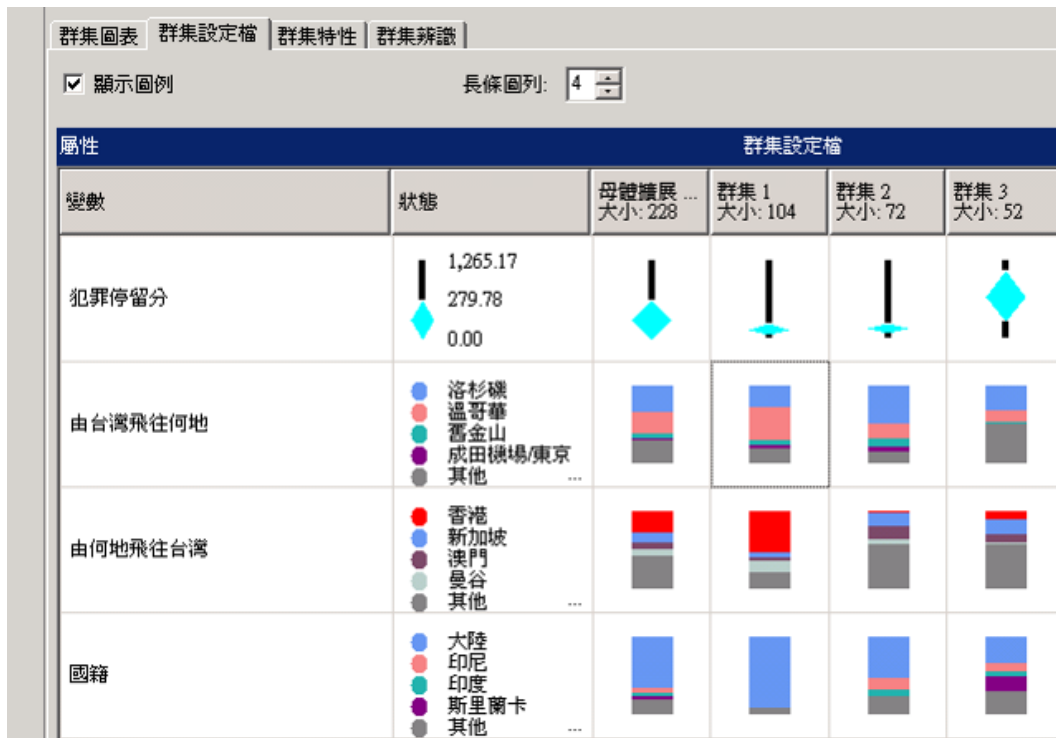 群集圖表 群集設定檔 群集特性 群集辨識
顯示圖例 長條圖列: 4
屬性 群集設定檔
變數 狀態 母體擴展 ... 群集 1 群集 2 群集 3
大小: 228 大小: 104 大小: 72 大小: 52
犯罪停留分
1,265.17
279.78
0.00
由台灣飛往何地
洛杉磯
溫哥華
舊金山
成田機場/東京
其他 ...
由何地飛往台灣
香港
新加坡
澳門
曼谷
其他 ...
國籍
大陸
印尼
印度
斯里蘭卡
其他 ...